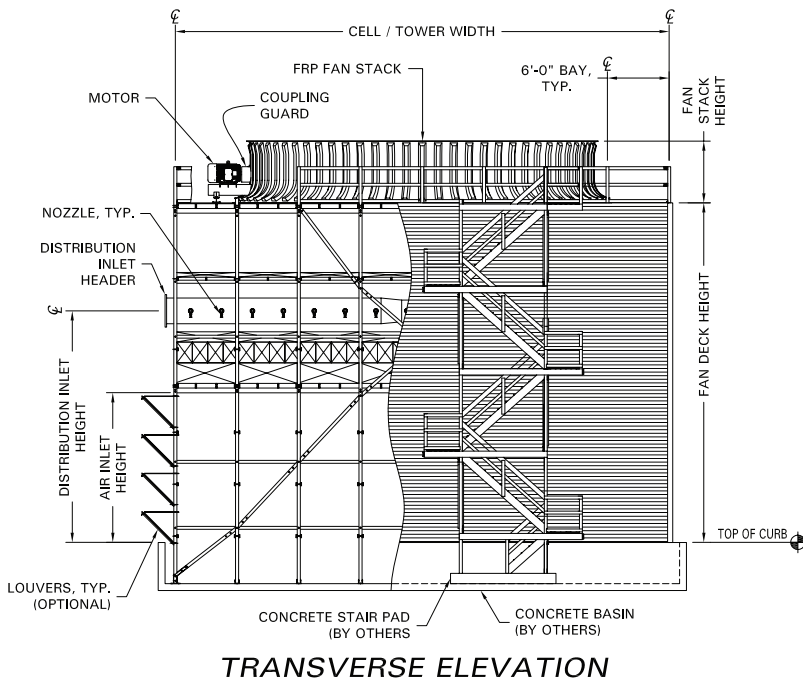 ℄
℄
CELL / TOWER WIDTH
FRP FAN STACK
6'-0" BAY,
TYP.
℄
FAN
STACK
HEIGHT
MOTOR
COUPLING
GUARD
NOZZLE, TYP.
DISTRIBUTION
INLET
HEADER
℄
DISTRIBUTION INLET
HEIGHT
AIR INLET
HEIGHT
FAN DECK HEIGHT
TOP OF CURB
LOUVERS, TYP.
(OPTIONAL)
CONCRETE STAIR PAD
(BY OTHERS
CONCRETE BASIN
(BY OTHERS)
TRANSVERSE ELEVATION